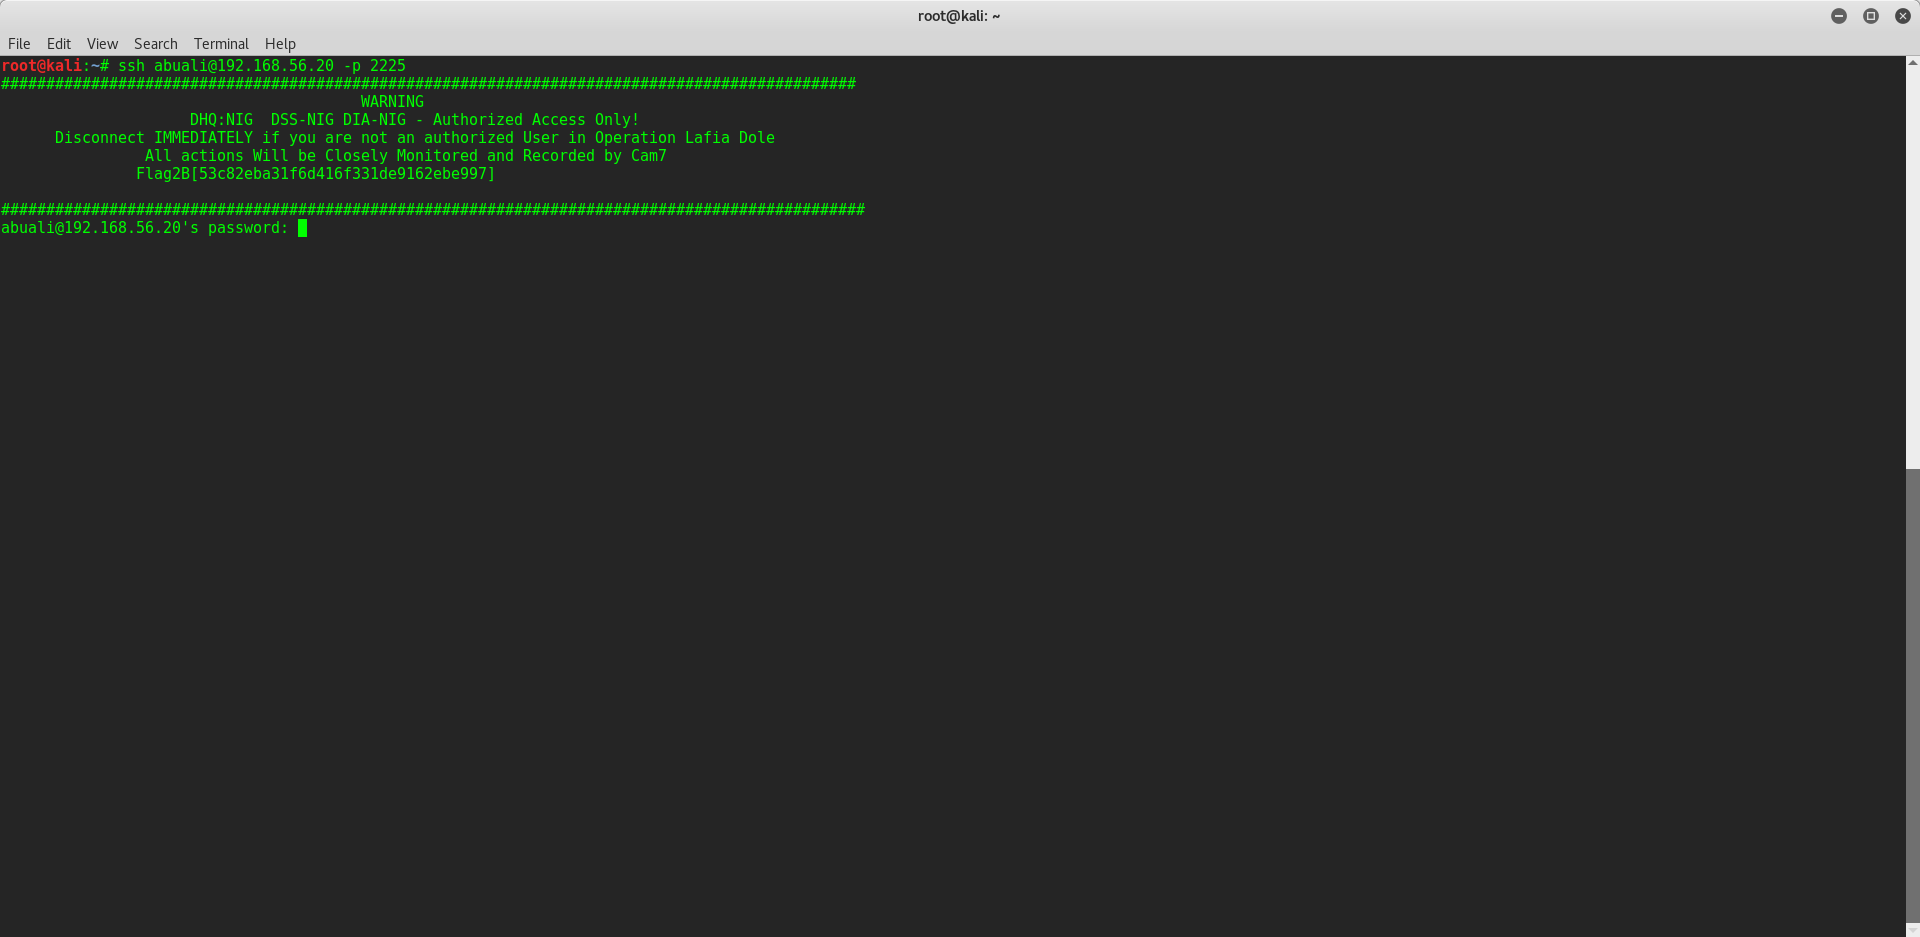 root@kali: ~
File Edit View Search Terminal Help
root@kali:~# ssh abuali@192.168.56.20 -p 2225
###############################################################################################
WARNING
DHQ:NIG  DSS-NIG DIA-NIG - Authorized Access Only!
Disconnect IMMEDIATELY if you are not an authorized User in Operation Lafia Dole
All actions Will be Closely Monitored and Recorded by Cam7
Flag2B[53c82eba31f6d416f331de9162ebe997]
################################################################################################
abuali@192.168.56.20's password: